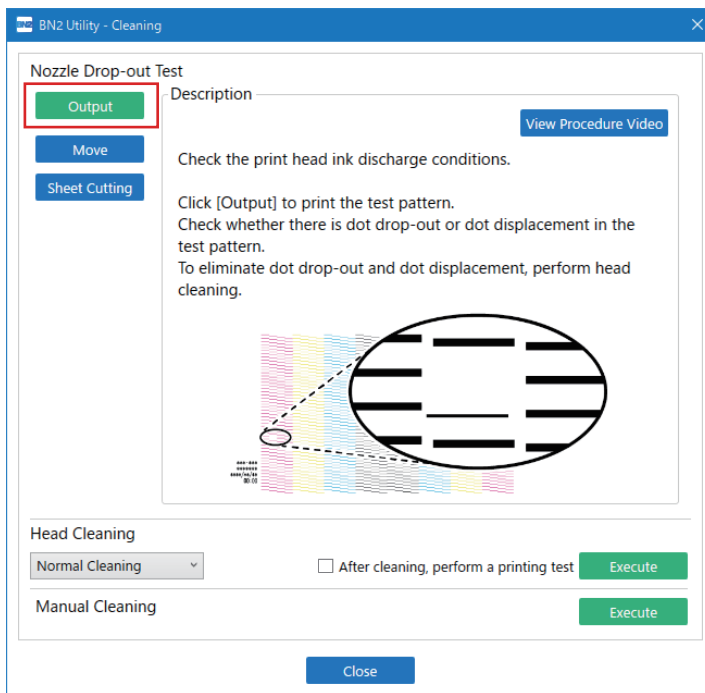 BN2 BN2 Utility - Cleaning
Nozzle Drop-out Test
Output
Description
View Procedure Video
Move
Check the print head ink discharge conditions.
Sheet Cutting
Click [Output] to print the test pattern.
Check whether there is dot drop-out or dot displacement in the
test pattern.
To eliminate dot drop-out and dot displacement, perform head
cleaning.
Head Cleaning
Normal Cleaning
After cleaning, perform a printing test
Execute
Manual Cleaning
Execute
Close